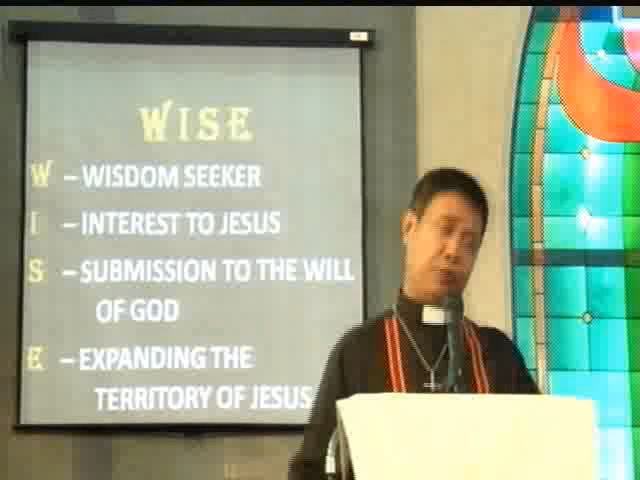 WISE
W – WISDOM SEEKER
I – INTEREST TO JESUS
S – SUBMISSION TO THE WILL
OF GOD
E – EXPANDING THE
TERRITORY OF JESUS